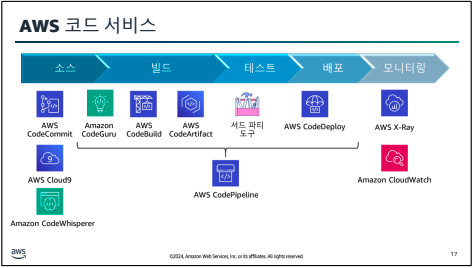 AWS 코드 서비스
소스 빌드 테스트 배포 모니터링
AWS CodeCommit
Amazon CodeGuru
AWS CodeBuild
AWS CodeArtifact
서드 파티 도구
AWS CodeDeploy
AWS X-Ray
AWS Cloud9
AWS CodePipeline
Amazon CloudWatch
Amazon CodeWhisperer
aws
©2024, Amazon Web Services, Inc. or its affiliates. All rights reserved.
17